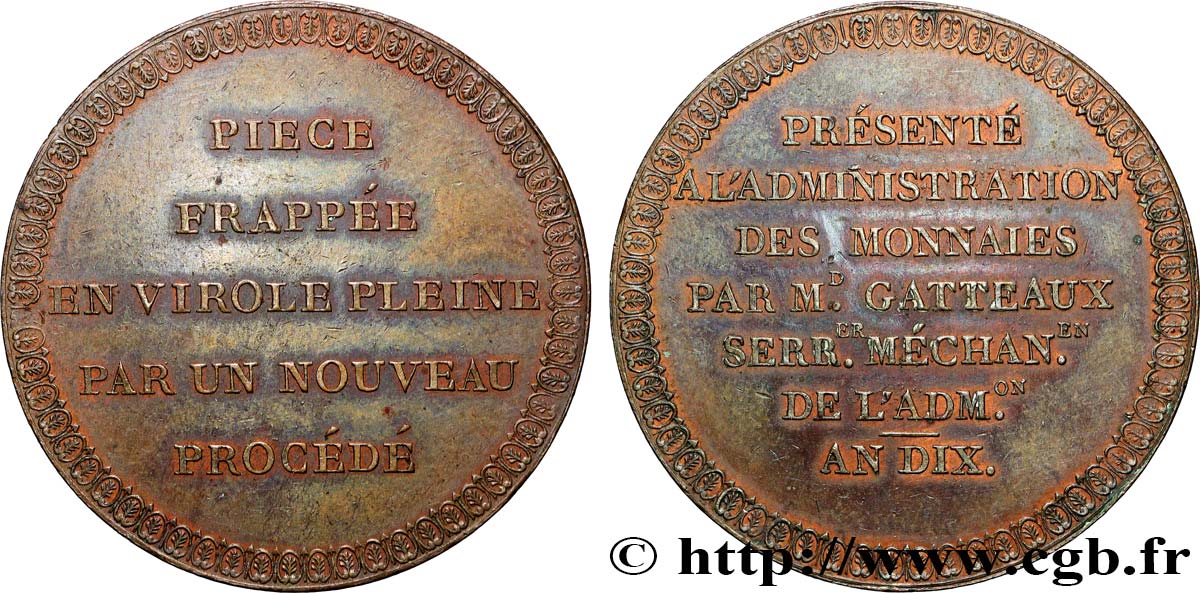 PIECE
FRAPPÉE
EN VIROLE PLEINE
PAR UN NOUVEAU
PROCÉDÉ
PRÉSENTÉ
A L'ADMINISTRATION
DES MONNAIES
PAR M.D GATTEAUX
SERR.ER MÉCHAN.EN
DE L'ADM.ON
AN DIX.
© http://www.cgb.fr